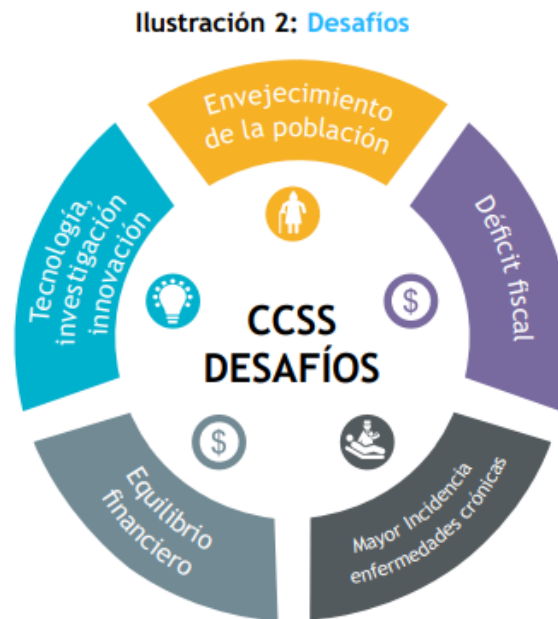 Ilustración 2: Desafíos
Envejecimiento
de la población
Déficit fiscal
Mayor Incidencia
enfermedades crónicas
Equilibrio
financiero
Tecnología,
investigación
innovación
$
$
CCSS
DESAFÍOS